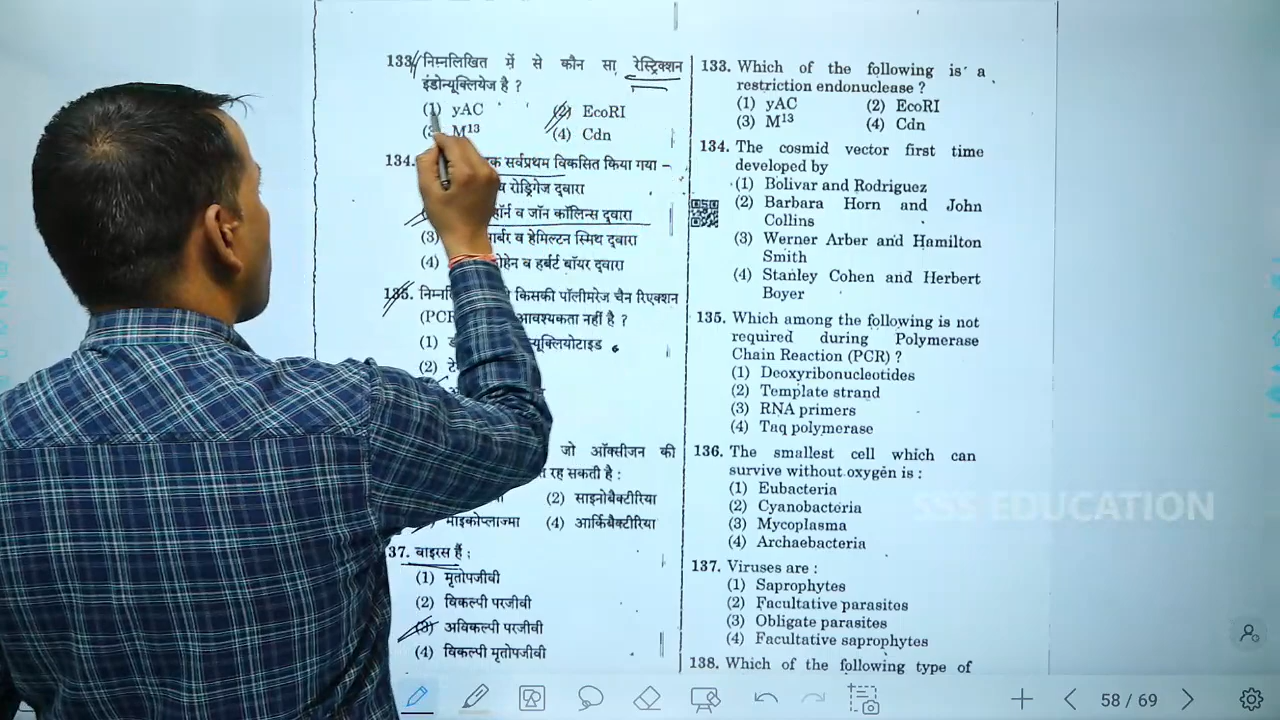 133. निम्नलिखित में से कौन सा रेस्ट्रिक्शन
इंडोन्यूक्लियेज है ?
(1) yAC
(2) EcoRI
M13
(4) Cdn
134. सर्वप्रथम विकसित किया गया –
व रोड्रिगेज द्वारा
हॉर्न व जॉन कॉलिन्स द्वारा
(3) व हेमिल्टन स्मिथ द्वारा
(4) व हर्बर्ट बॉयर द्वारा
135. किसकी पॉलीमरेज चैन रिएक्शन
(PCR आवश्यकता नहीं है ?
(1)
(2)
जो ऑक्सीजन की
रह सकती है :
(2) साइनोबैक्टीरिया
माइकोप्लाज्मा (4) आर्किबैक्टीरिया
37. वाइरस हैं :
(1) मृतोपजीवी
(2) विकल्पी परजीवी
(3) अविकल्पी परजीवी
(4) विकल्पी मृतोपजीवी
133. Which of the following is a
restriction endonuclease ?
(1) yAC (2) EcoRI
(3) M13 (4) Cdn
134. The cosmid vector first time
developed by
(1) Bolivar and Rodriguez
(2) Barbara Horn and John
Collins
(3) Werner Arber and Hamilton
Smith
(4) Stanley Cohen and Herbert
Boyer
135. Which among the following is not
required during Polymerase
Chain Reaction (PCR) ?
(1) Deoxyribonucleotides
(2) Template strand
(3) RNA primers
(4) Taq polymerase
136. The smallest cell which can
survive without oxygen is :
(1) Eubacteria
(2) Cyanobacteria
(3) Mycoplasma
(4) Archaebacteria
137. Viruses are :
(1) Saprophytes
(2) Facultative parasites
(3) Obligate parasites
(4) Facultative saprophytes
138. Which of the following type of
SSS EDUCATION
58 / 69